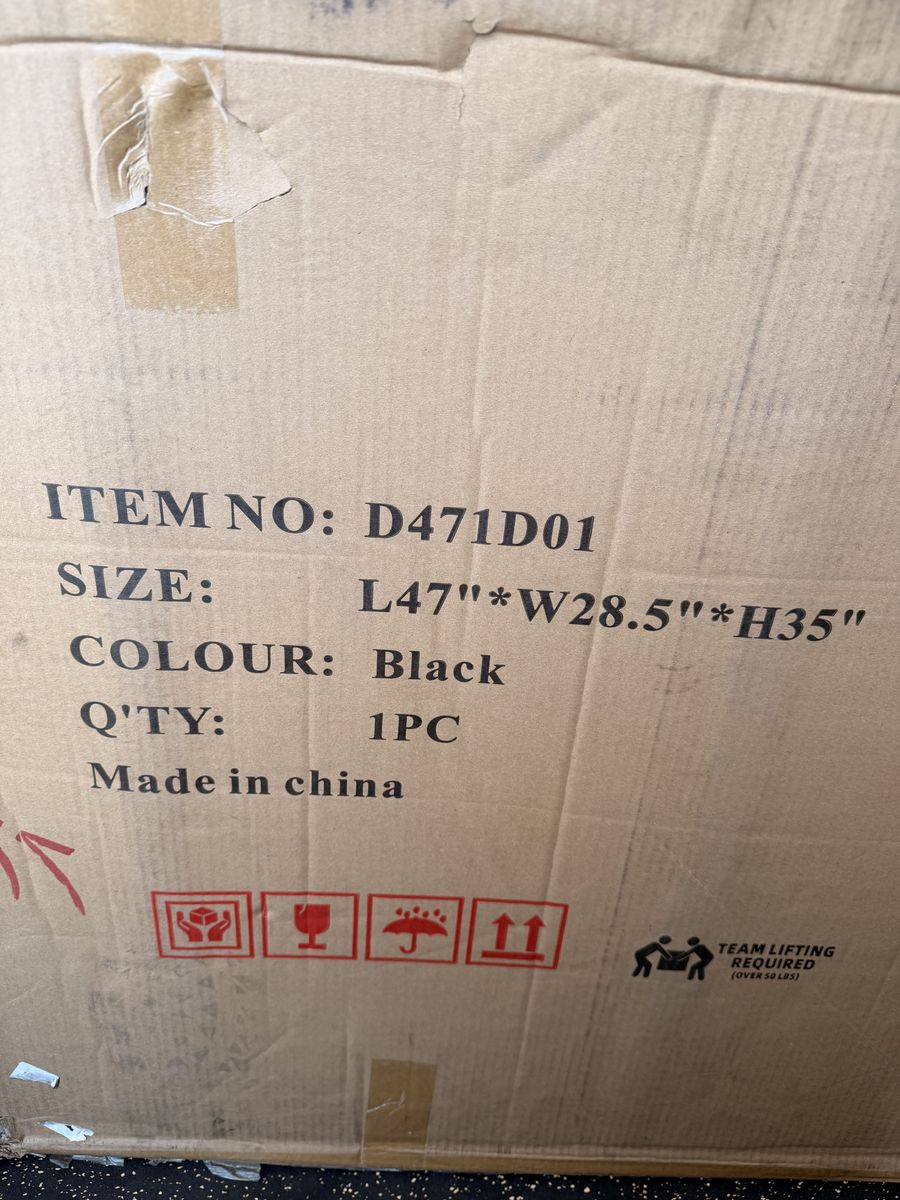 ITEM NO: D471D01
SIZE: L47"*W28.5"*H35"
COLOUR: Black
Q'TY: 1PC
Made in china
TEAM LIFTING
REQUIRED
(OVER 50 LBS)